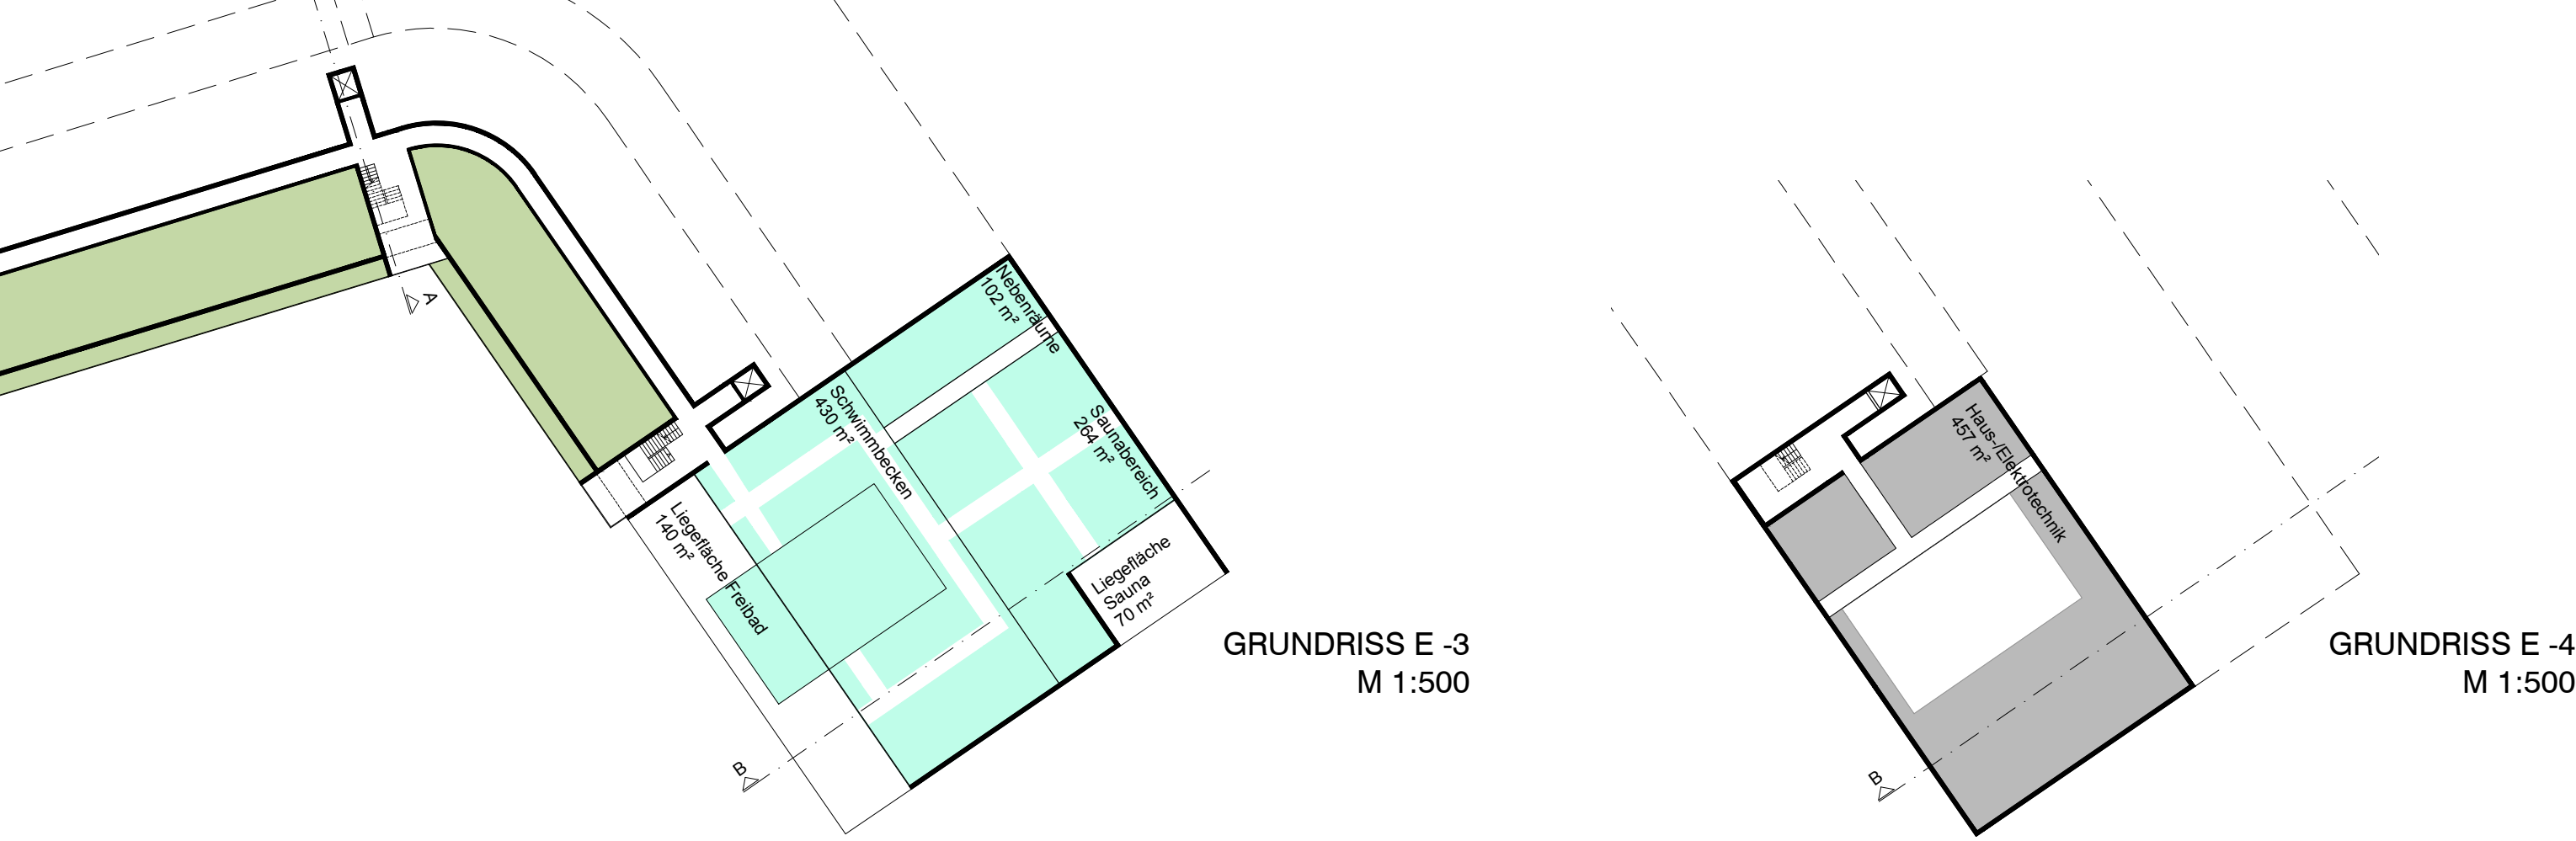 A
Nebenräume
102 m²
Schwimmbecken
430 m²
Saunabereich
264 m²
Liegefläche Freibad
140 m²
Liegefläche
Sauna
70 m²
B
GRUNDRISS E -3
M 1:500
Haus-/Elektrotechnik
457 m²
B
GRUNDRISS E -4
M 1:500